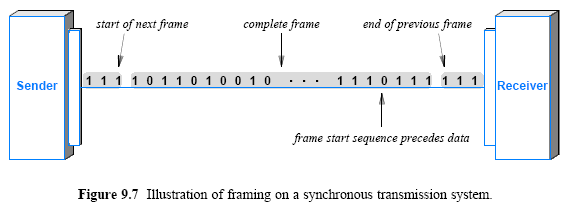 start of next frame complete frame end of previous frame
Sender 1 1 1 1 0 1 1 0 1 0 0 1 0 · · · 1 1 1 0 1 1 1 1 1 1 Receiver
frame start sequence precedes data
Figure 9.7 Illustration of framing on a synchronous transmission system.